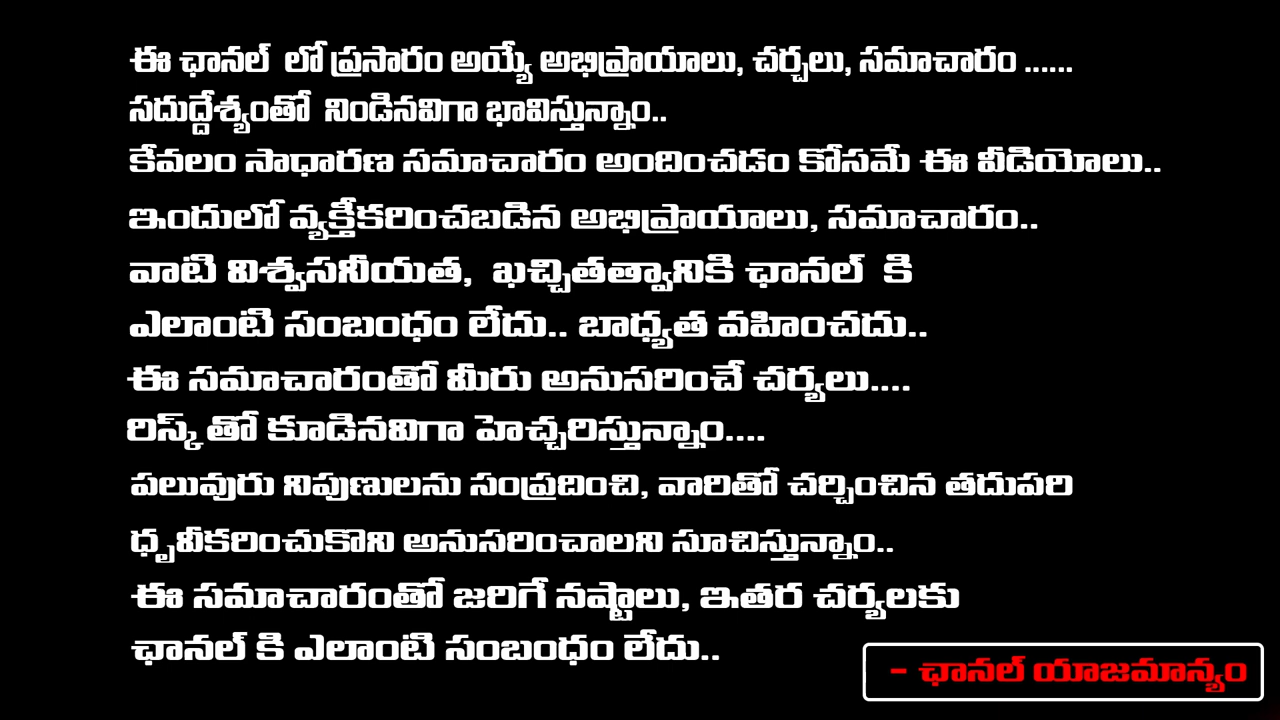 ఈ ఛానల్ లో ప్రసారం అయ్యే అభిప్రాయాలు, చర్చలు, సమాచారం ......
సదుద్దేశ్యంతో నిండినవిగా భావిస్తున్నాం..
కేవలం సాధారణ సమాచారం అందించడం కోసమే ఈ వీడియోలు..
ఇందులో వ్యక్తీకరించబడిన అభిప్రాయాలు, సమాచారం..
వాటి విశ్వసనీయత, ఖచ్చితత్వానికి ఛానల్ కి
ఎలాంటి సంబంధం లేదు.. బాధ్యత వహించదు..
ఈ సమాచారంతో మీరు అనుసరించే చర్యలు....
రిస్క్ తో కూడినవిగా హెచ్చరిస్తున్నాం....
పలువురు నిపుణులను సంప్రదించి, వారితో చర్చించిన తదుపరి
ధృవీకరించుకొని అనుసరించాలని సూచిస్తున్నాం..
ఈ సమాచారంతో జరిగే నష్టాలు, ఇతర చర్యలకు
ఛానల్ కి ఎలాంటి సంబంధం లేదు..
- ఛానల్ యాజమాన్యం